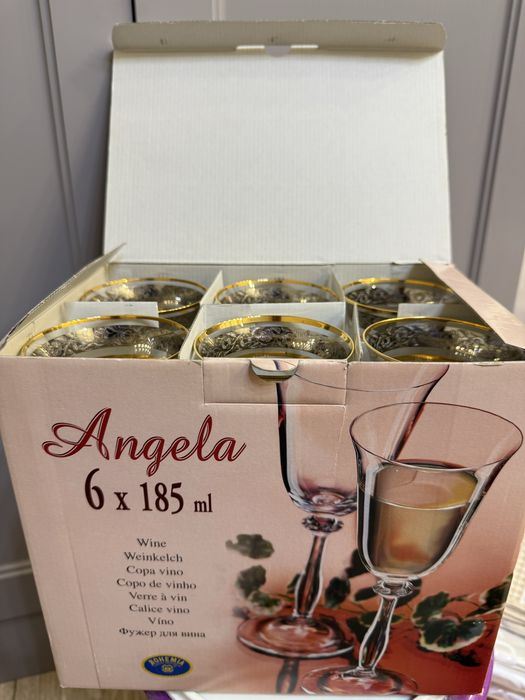 Angela
6 x 185 ml
Wine
Weinkelch
Copa vino
Copo de vinho
Verre à vin
Calice vino
Víno
Фужер для вина
BOHEMIA